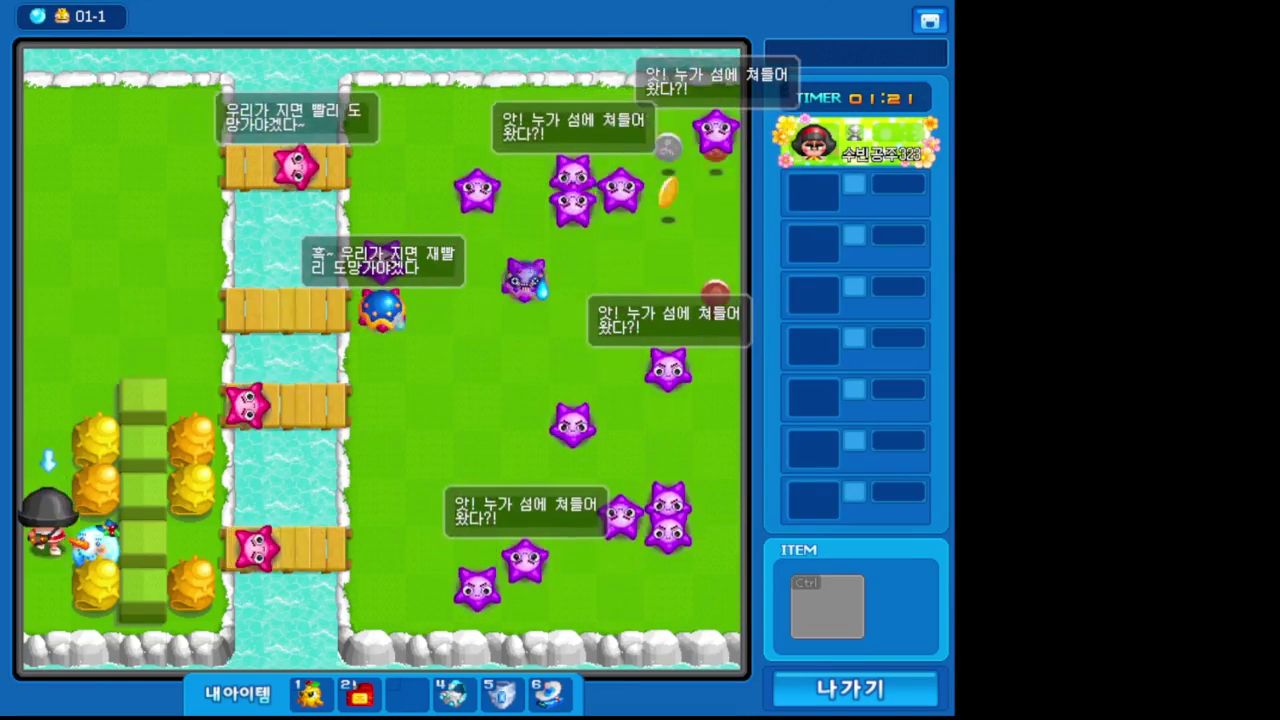 01-1
앗! 누가 섬에 쳐들어
왔다?!
TIMER 01:21
우리가 지면 빨리 도
망가야겠다~
앗! 누가 섬에 쳐들어
왔다?!
수빈공주023
흑~ 우리가 지면 재빨
리 도망가야겠다
앗! 누가 섬에 쳐들어
왔다?!
앗! 누가 섬에 쳐들어
왔다?!
ITEM
Ctrl
내아이템
1
2
4
5
6
나가기